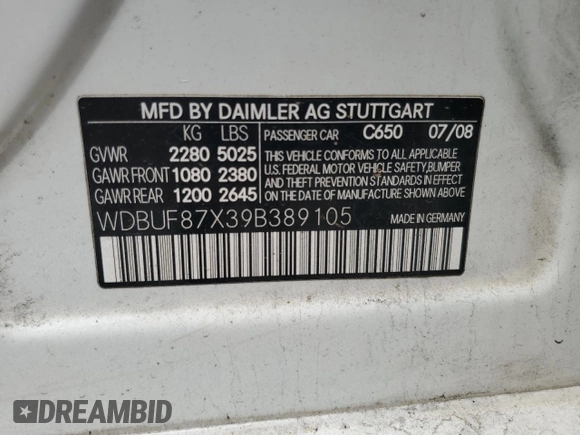 MFD BY DAIMLER AG STUTTGART
KG LBS PASSENGER CAR C650 07/08
GVWR 2280 5025
GAWR FRONT 1080 2380
GAWR REAR 1200 2645
THIS VEHICLE CONFORMS TO ALL APPLICABLE
U.S. FEDERAL MOTOR VEHICLE SAFETY,BUMPER
AND THEFT PREVENTION STANDARDS IN EFFECT
ON THE DATE OF MANUFACTURE SHOWN ABOVE
WDBUF87X39B389105 MADE IN GERMANY
DREAMBID